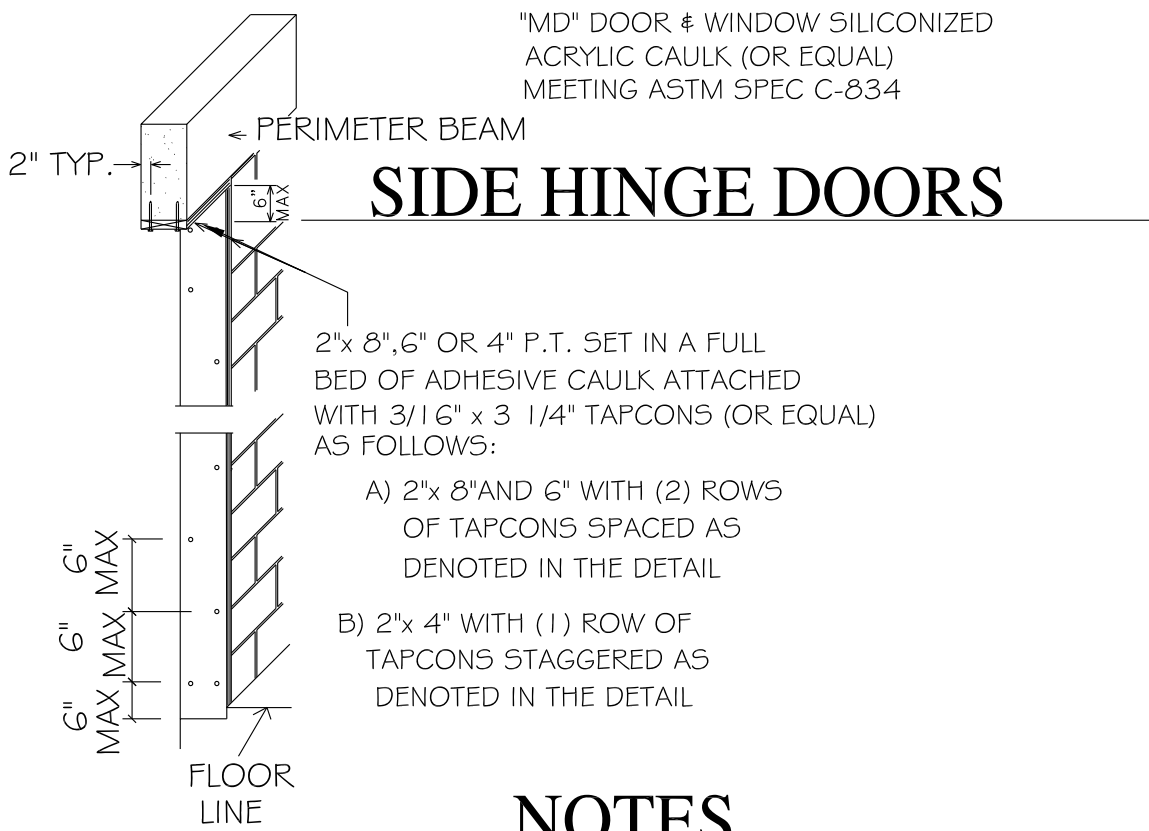 "MD" DOOR & WINDOW SILICONIZED
ACRYLIC CAULK (OR EQUAL)
MEETING ASTM SPEC C-834
PERIMETER BEAM
2" TYP.
SIDE HINGE DOORS
6"
MAX
2"x 8",6" OR 4" P.T. SET IN A FULL
BED OF ADHESIVE CAULK ATTACHED
WITH 3/16" x 3 1/4" TAPCONS (OR EQUAL)
AS FOLLOWS:
A) 2"x 8"AND 6" WITH (2) ROWS
OF TAPCONS SPACED AS
DENOTED IN THE DETAIL
B) 2"x 4" WITH (1) ROW OF
TAPCONS STAGGERED AS
DENOTED IN THE DETAIL
6"
MAX
6"
MAX
6"
MAX
FLOOR
LINE
NOTES